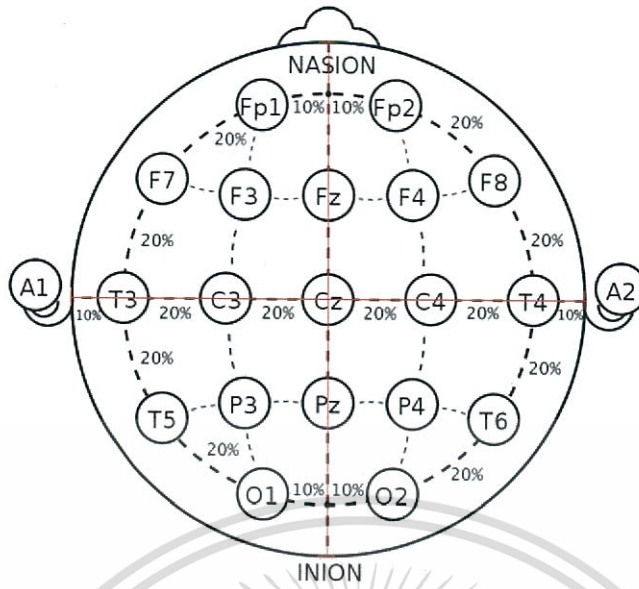 NASION
Fp1 10% 10% Fp2
20% 20%
F7 F3 Fz F4 F8
20% 20%
A1 T3 C3 Cz C4 T4 A2
10% 20% 20% 20% 20% 10%
20% 20%
T5 P3 Pz P4 T6
20% 20%
O1 10% 10% O2
INION